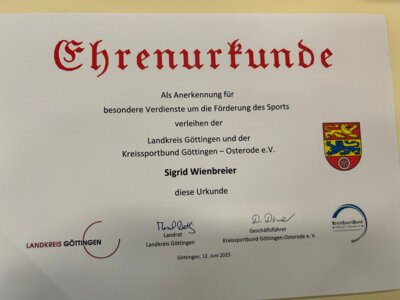 Ehrenurkunde
Als Anerkennung für
besondere Verdienste um die Förderung des Sports
verleihen der
Landkreis Göttingen und der
Kreissportbund Göttingen – Osterode e.V.
Sigrid Wienbreier
diese Urkunde
LANDKREIS GÖTTINGEN
Landrat
Landkreis Göttingen
Geschäftsführer
Kreissportbund Göttingen-Osterode e. V.
KreisSportBund
Göttingen, 12. Juni 2025